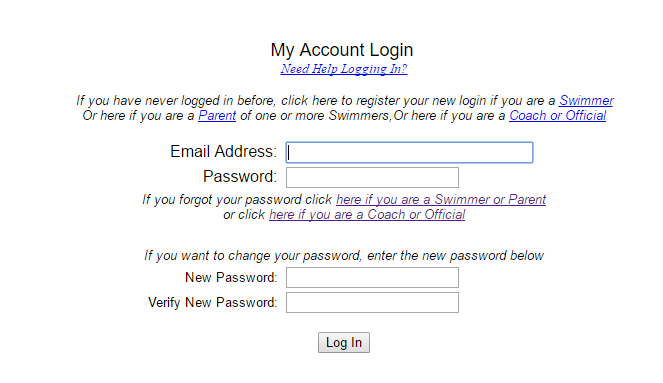 My Account Login
Need Help Logging In?
If you have never logged in before, click here to register your new login if you are a Swimmer
Or here if you are a Parent of one or more Swimmers,Or here if you are a Coach or Official
Email Address:
Password:
If you forgot your password click here if you are a Swimmer or Parent
or click here if you are a Coach or Official
If you want to change your password, enter the new password below
New Password:
Verify New Password:
Log In